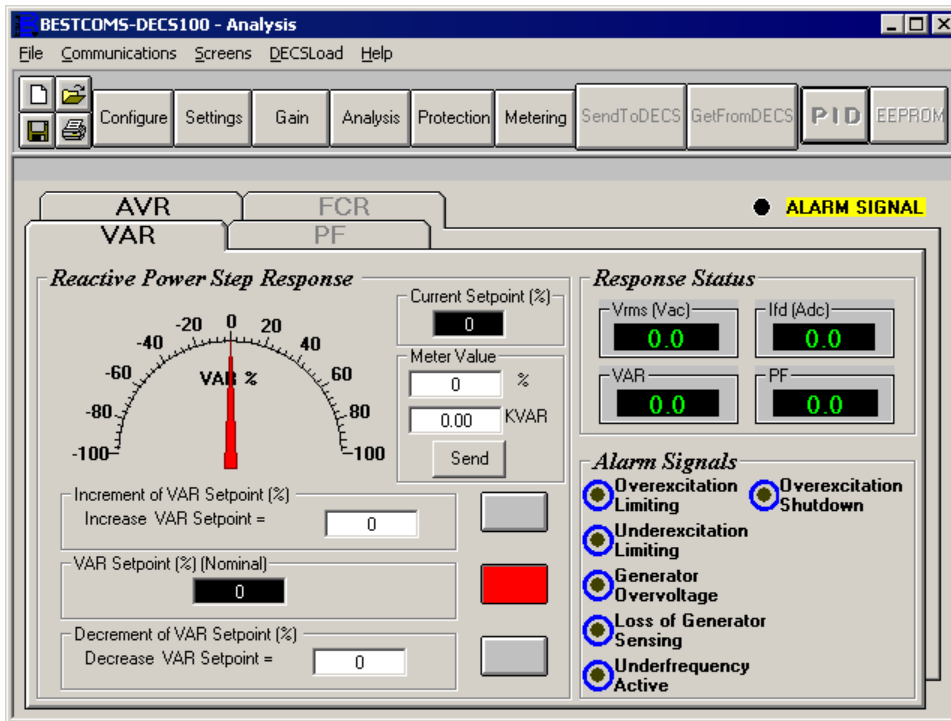 BESTCOMS-DECS100 - Analysis
File Communications Screens DECSLoad Help
Configure Settings Gain Analysis Protection Metering SendToDECS GetFromDECS PID EEPROM
AVR FCR
ALARM SIGNAL
VAR PF
Reactive Power Step Response
-100
-80
-60
-40
-20
0
20
40
60
80
100
VAR %
Current Setpoint (%)
0
Meter Value
0 %
0.00 KVAR
Send
Increment of VAR Setpoint (%)
Increase VAR Setpoint = 0
VAR Setpoint (%) (Nominal)
0
Decrement of VAR Setpoint (%)
Decrease VAR Setpoint = 0
Response Status
Vrms (Vac) Ifd (Adc)
0.0 0.0
VAR PF
0.0 0.0
Alarm Signals
Overexcitation
Limiting
Overexcitation
Shutdown
Underexcitation
Limiting
Generator
Overvoltage
Loss of Generator
Sensing
Underfrequency
Active